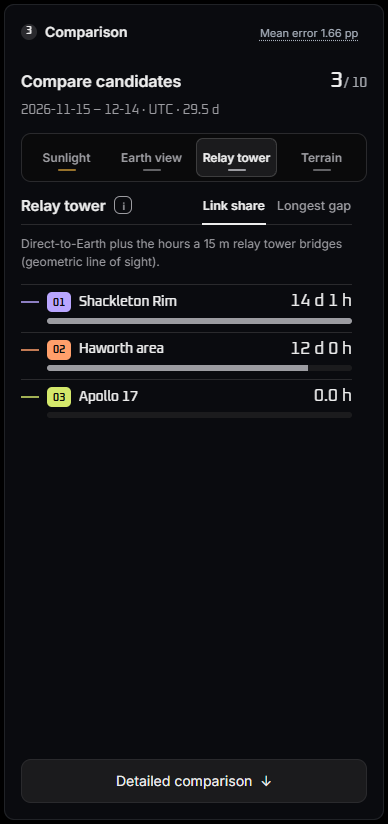 3 Comparison Mean error 1.66 pp
Compare candidates 3 / 10
2026-11-15 – 12-14 · UTC · 29.5 d
Sunlight Earth view Relay tower Terrain
Relay tower i Link share Longest gap
Direct-to-Earth plus the hours a 15 m relay tower bridges
(geometric line of sight).
01 Shackleton Rim 14 d 1 h
02 Haworth area 12 d 0 h
03 Apollo 17 0.0 h
Detailed comparison ↓